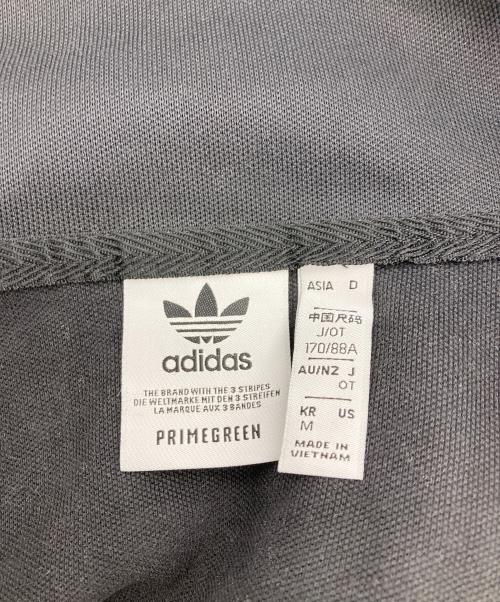 adidas
THE BRAND WITH THE 3 STRIPES
DIE WELTMARKE MIT DEN 3 STREIFEN
LA MARQUE AUX 3 BANDES
PRIMEGREEN
ASIA D
中国尺码
J/OT
170/88A
AU/NZ J
OT
KR US
M
MADE IN
VIETNAM